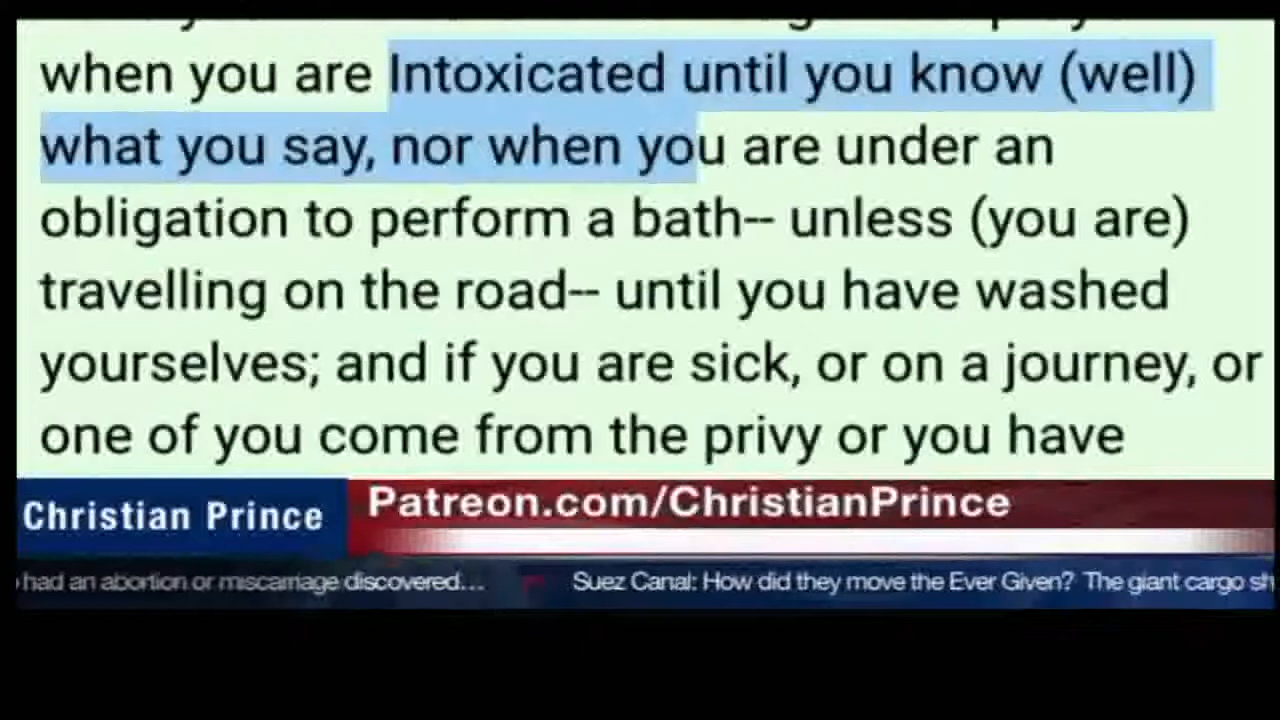 when you are Intoxicated until you know (well)
what you say, nor when you are under an
obligation to perform a bath-- unless (you are)
travelling on the road-- until you have washed
yourselves; and if you are sick, or on a journey, or
one of you come from the privy or you have
Christian Prince
Patreon.com/ChristianPrince
had an abortion or miscarriage discovered...
Suez Canal: How did they move the Ever Given? The giant cargo